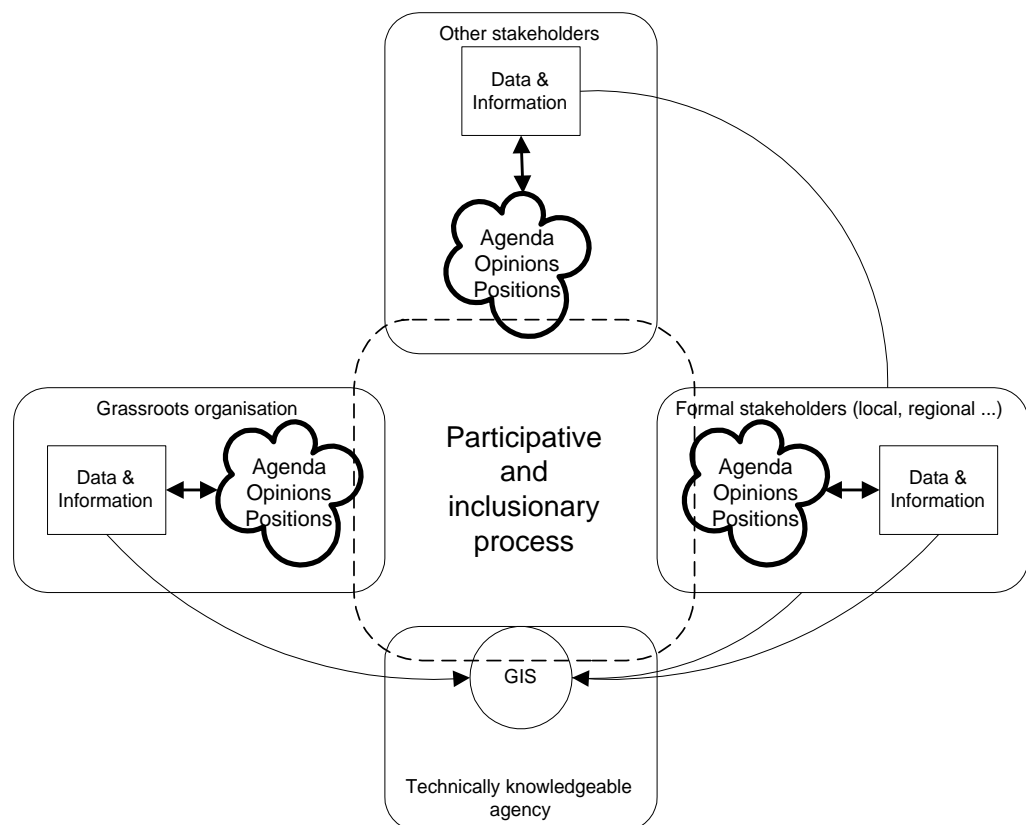 Other stakeholders
Data &
Information
Agenda
Opinions
Positions
Grassroots organisation
Data &
Information
Agenda
Opinions
Positions
Participative
and
inclusionary
process
Formal stakeholders (local, regional ...)
Agenda
Opinions
Positions
Data &
Information
GIS
Technically knowledgeable
agency